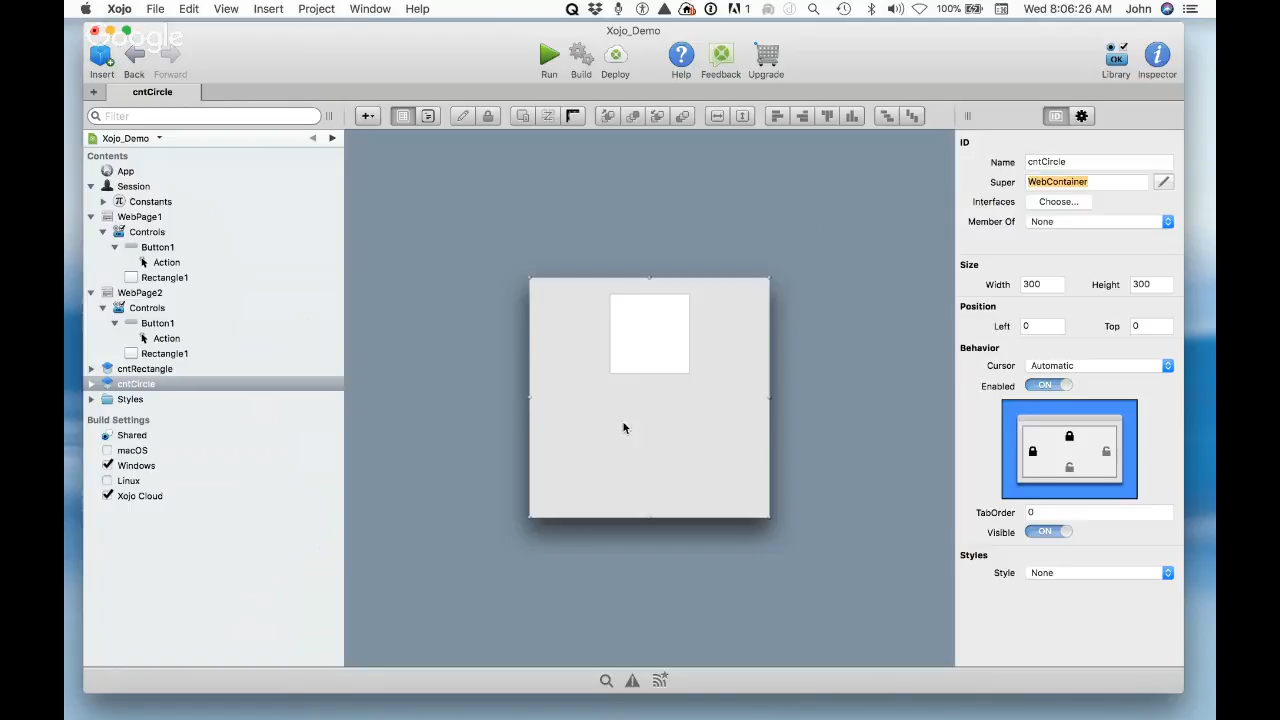 Xojo File Edit View Insert Project Window Help
1 100% Wed 8:06:26 AM John
Google
Xojo_Demo
Insert Back Forward Run Build Deploy Help Feedback Upgrade OK Library Inspector
+ cntCircle
Filter
Xojo_Demo
Contents
App
Session
Constants
WebPage1
Controls
Button1
Action
Rectangle1
WebPage2
Controls
Button1
Action
Rectangle1
cntRectangle
cntCircle
Styles
Build Settings
Shared
macOS
Windows
Linux
Xojo Cloud
ID
Name cntCircle
Super WebContainer
Interfaces Choose...
Member Of None
Size
Width 300 Height 300
Position
Left 0 Top 0
Behavior
Cursor Automatic
Enabled ON
TabOrder 0
Visible ON
Styles
Style None